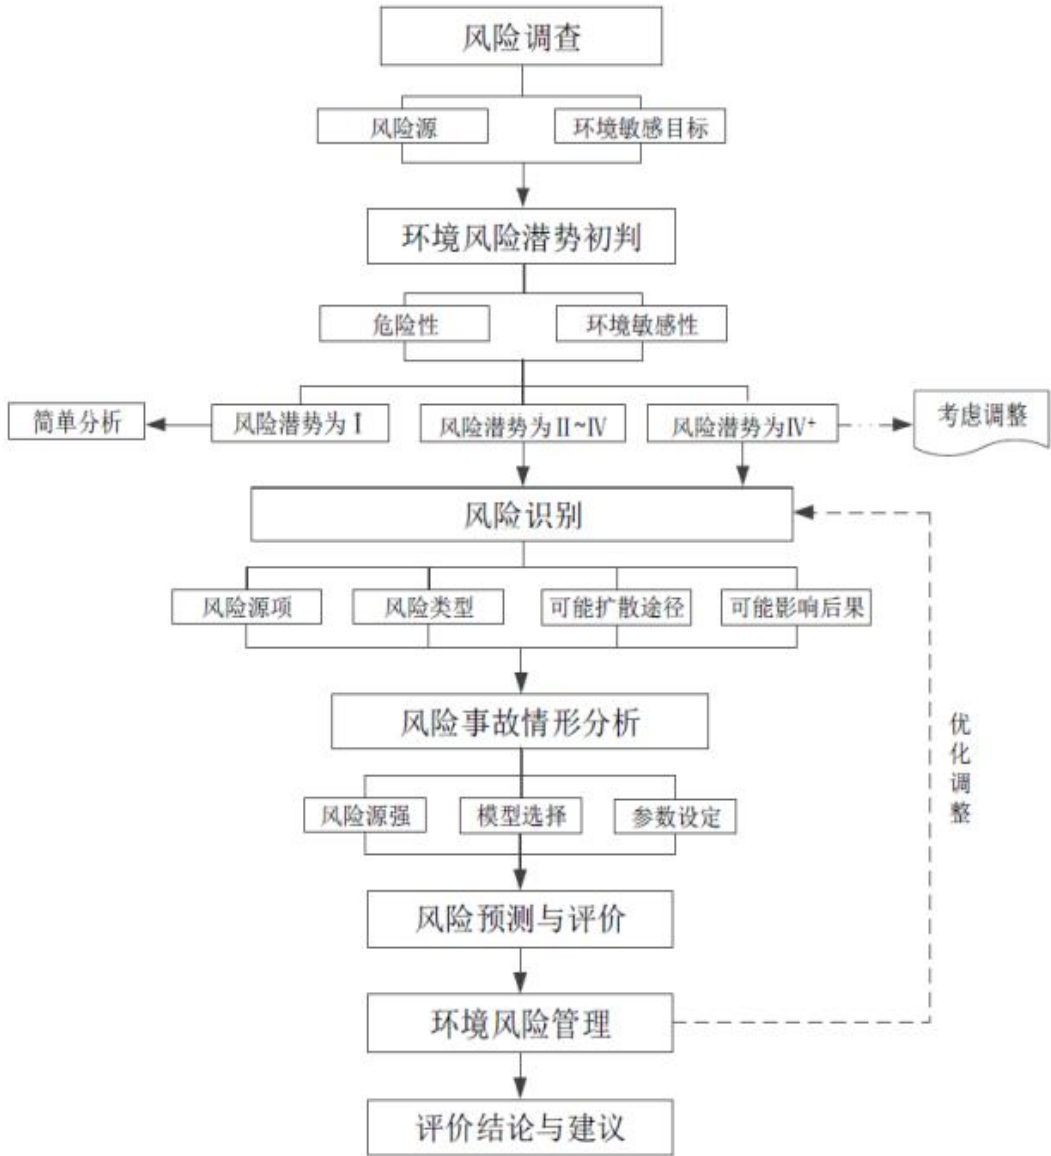 风险调查
风险源
环境敏感目标
环境风险潜势初判
危险性
环境敏感性
简单分析
风险潜势为Ⅰ
风险潜势为Ⅱ~Ⅳ
风险潜势为Ⅳ⁺
考虑调整
风险识别
风险源项
风险类型
可能扩散途径
可能影响后果
风险事故情形分析
优化调整
风险源强
模型选择
参数设定
风险预测与评价
环境风险管理
评价结论与建议